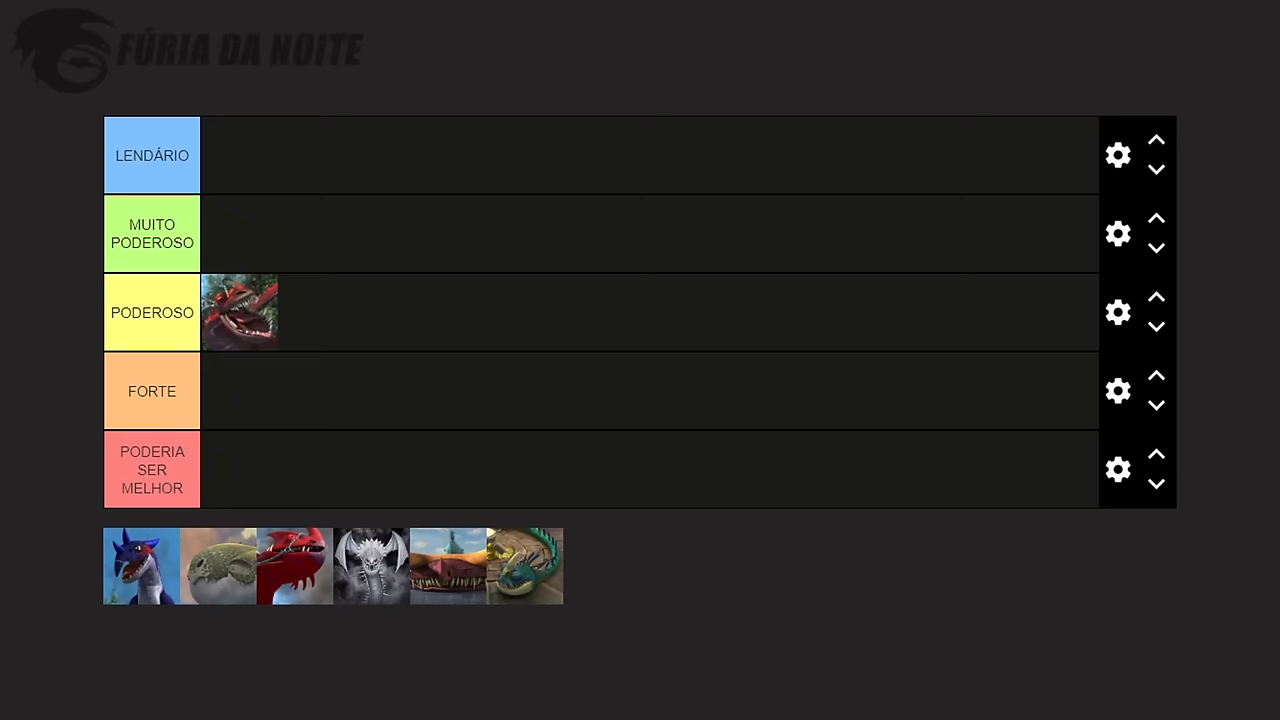 FÚRIA DA NOITE
LENDÁRIO
MUITO
PODEROSO
PODEROSO
FORTE
PODERIA
SER
MELHOR